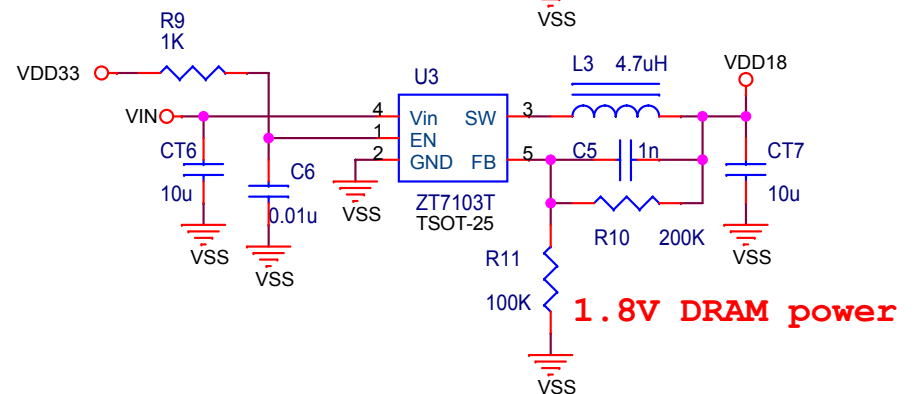 VSS
R9
1K
VDD33
VIN
CT6
10u
VSS
C6
0.01u
VSS
VSS
U3
4 Vin SW 3
1 EN
2 GND FB 5
ZT7103T
TSOT-25
L3 4.7uH
VDD18
C5 1n
CT7
10u
VSS
R10 200K
R11
100K
VSS
1.8V DRAM power